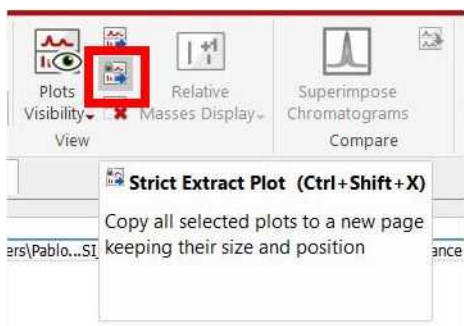 Plots
Visibility
Relative
Masses Display
Superimpose
Chromatograms
View
Compare
Strict Extract Plot (Ctrl+Shift+X)
Copy all selected plots to a new page
keeping their size and position
ers\Pablo...SI
ance